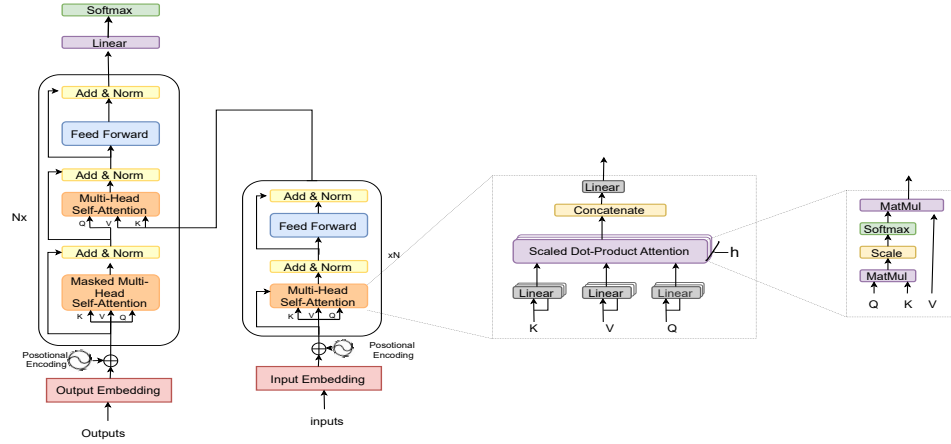 Softmax
Linear
Add & Norm
Feed Forward
Add & Norm
Multi-Head
Self-Attention
Q V K
Nx
Add & Norm
Masked Multi-
Head
Self-Attention
K V Q
Posotional
Encoding
Output Embedding
Outputs
Add & Norm
Feed Forward
xN
Add & Norm
Multi-Head
Self-Attention
K V Q
Posotional
Encoding
Input Embedding
inputs
Linear
Concatenate
Scaled Dot-Product Attention
h
Linear Linear Linear
K V Q
MatMul
Softmax
Scale
MatMul
Q K V